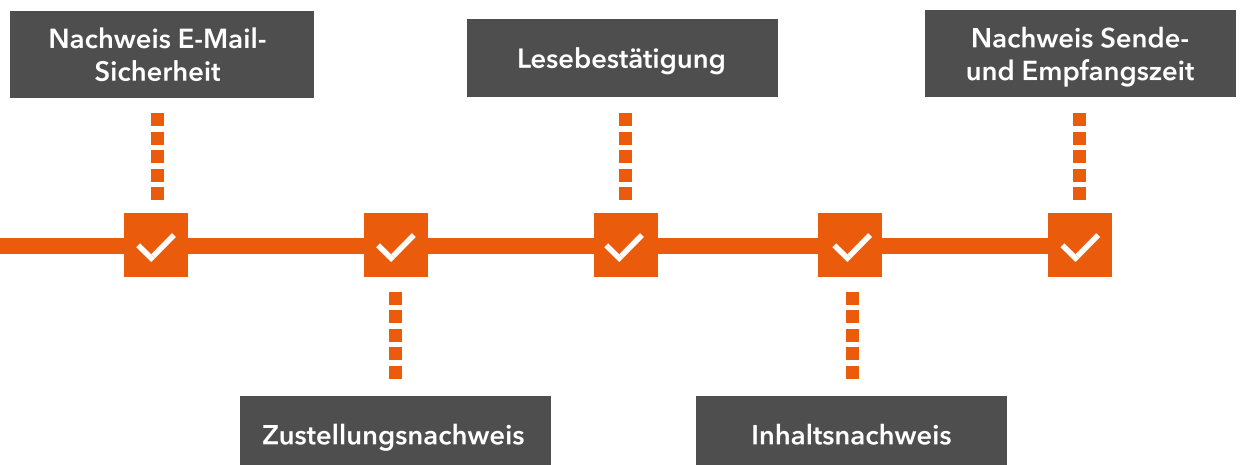 Nachweis E-Mail-
Sicherheit
Zustellungsnachweis
Lesebestätigung
Inhaltsnachweis
Nachweis Sende-
und Empfangszeit